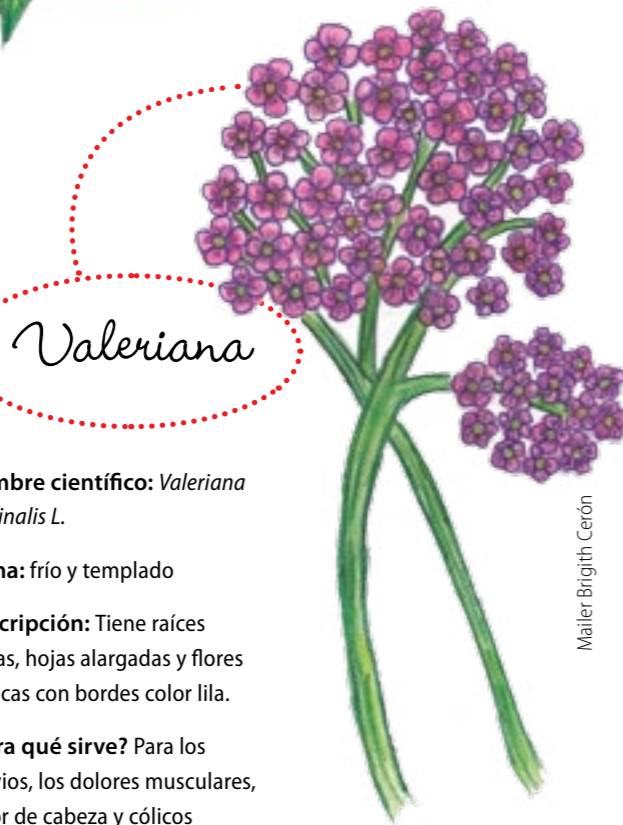 Valeriana
mbre científico: Valeriana
inalis L.
na: frío y templado
cripción: Tiene raíces
as, hojas alargadas y flores
cas con bordes color lila.
ra qué sirve? Para los
vios, los dolores musculares,
or de cabeza y cólicos
Mailer Brigith Cerón